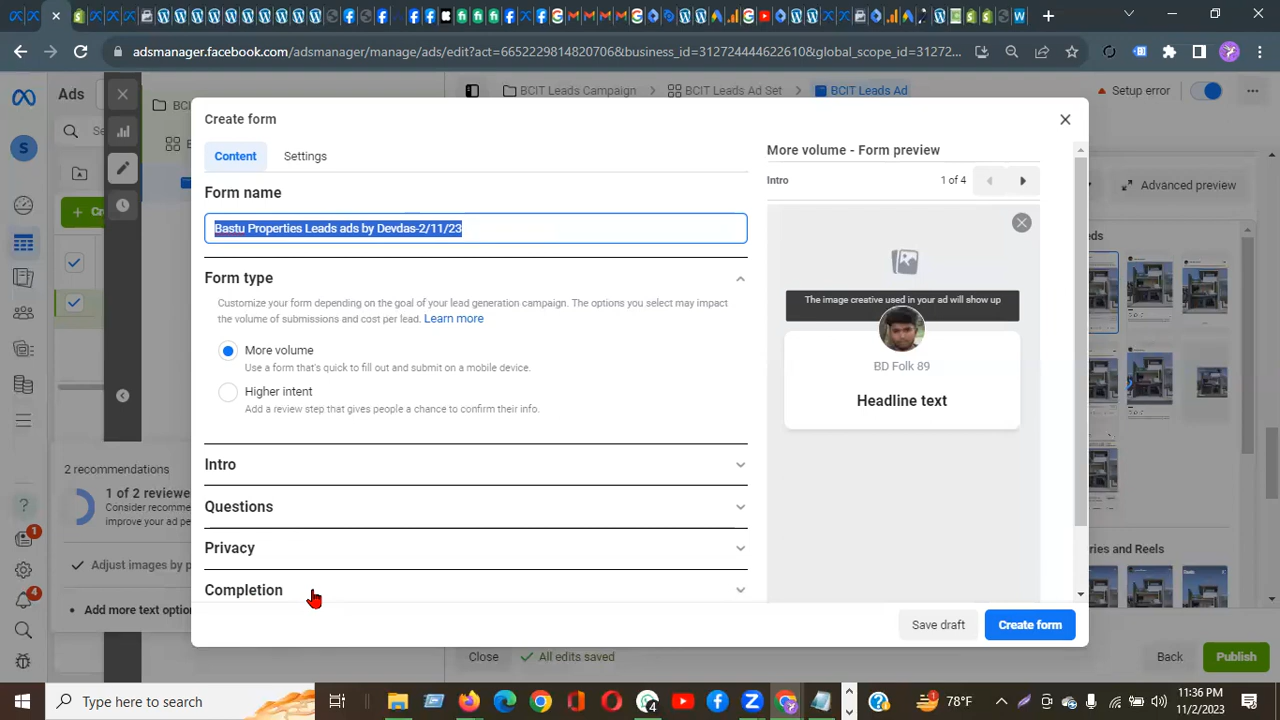 adsmanager.facebook.com/adsmanager/manage/ads/edit?act=6652229814820706&business_id=3127244446226610&global_scope_id=31272...
Ads
BCIT Leads Campaign
BCIT Leads Ad Set
BCIT Leads Ad
Setup error
Create form
Content
Settings
Form name
Bastu Properties Leads ads by Devdas-2/11/23
Form type
Customize your form depending on the goal of your lead generation campaign. The options you select may impact
the volume of submissions and cost per lead. Learn more
More volume
Use a form that's quick to fill out and submit on a mobile device.
Higher intent
Add a review step that gives people a chance to confirm their info.
Intro
Questions
Privacy
Completion
More volume - Form preview
Intro
1 of 4
The image creative used in your ad will show up
BD Folk 89
Headline text
Save draft
Create form
Advanced preview
2 recommendations
1 of 2 reviewe
Consider recomme
improve your ad pe
Adjust images by p
Add more text optio
Close
All edits saved
Back
Publish
Type here to search
78°F
11:36 PM
11/2/2023